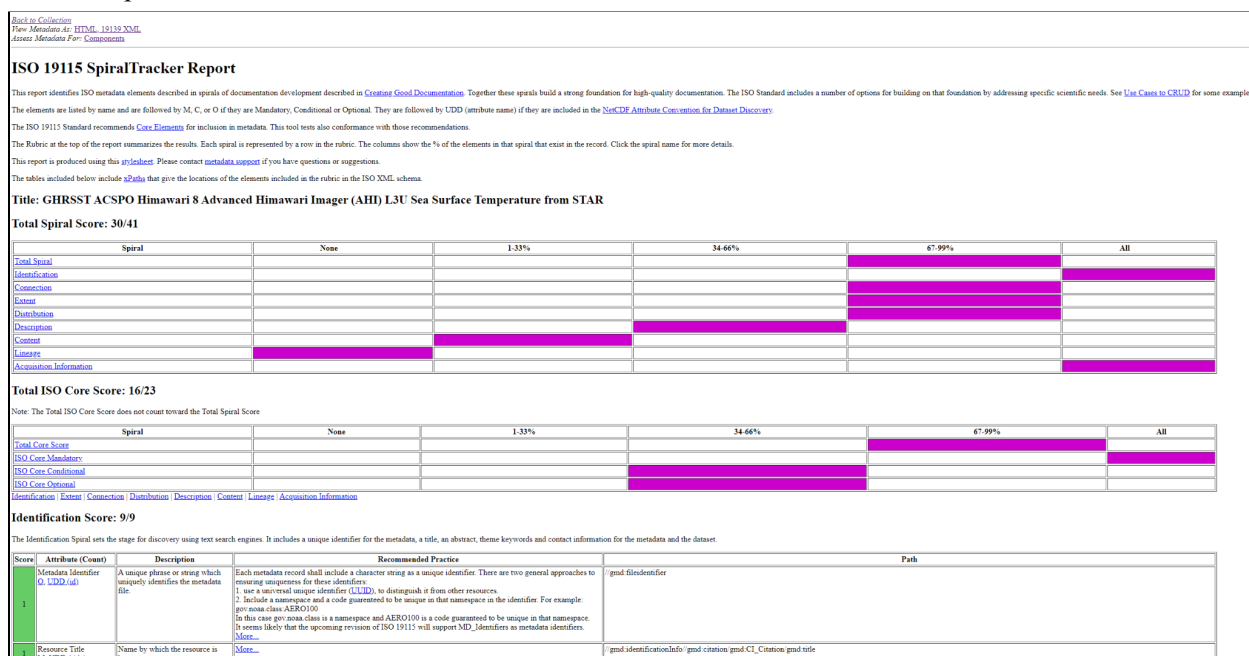 Back to Collection
View Metadata As: HTML, 19139 XML
Assess Metadata For: Components
ISO 19115 SpiralTracker Report
This report identifies ISO metadata elements described in spirals of documentation development described in Creating Good Documentation. Together these spirals build a strong foundation for high-quality documentation. The ISO Standard includes a number of options for building on that foundation by addressing specific scientific needs. See Use Cases to CRUD for some example
The elements are listed by name and are followed by M, C, or O if they are Mandatory, Conditional or Optional. They are followed by UDD (attribute name) if they are included in the NetCDF Attribute Convention for Dataset Discovery.
The ISO 19115 Standard recommends Core Elements for inclusion in metadata. This tool tests also conformance with those recommendations.
The Rubric at the top of the report summarizes the results. Each spiral is represented by a row in the rubric. The columns show the % of the elements in that spiral that exist in the record. Click the spiral name for more details.
This report is produced using this stylesheet. Please contact metadata support if you have questions or suggestions.
The tables included below include xPaths that give the locations of the elements included in the rubric in the ISO XML schema.
Title: GHRSST ACSPO Himawari 8 Advanced Himawari Imager (AHI) L3U Sea Surface Temperature from STAR
Total Spiral Score: 30/41
Spiral None 1-33% 34-66% 67-99% All
Total Spiral
Identification
Connection
Extent
Distribution
Description
Content
Lineage
Acquisition Information
Total ISO Core Score: 16/23
Note: The Total ISO Core Score does not count toward the Total Spiral Score
Spiral None 1-33% 34-66% 67-99% All
Total Core Score
ISO Core Mandatory
ISO Core Conditional
ISO Core Optional
Identification | Extent | Connection | Distribution | Description | Content | Lineage | Acquisition Information
Identification Score: 9/9
The Identification Spiral sets the stage for discovery using text search engines. It includes a unique identifier for the metadata, a title, an abstract, theme keywords and contact information for the metadata and the dataset.
Score Attribute (Count) Description Recommended Practice Path
1
Metadata Identifier
O, UDD (id)
A unique phrase or string which
uniquely identifies the metadata
file.
Each metadata record shall include a character string as a unique identifier. There are two general approaches to
ensuring uniqueness for these identifiers:
1. use a universal unique identifier (UUID), to distinguish it from other resources.
2. Include a namespace and a code guarenteed to be unique in that namespace in the identifier. For example:
gov.noaa.class:AERO100
In this case gov.noaa.class is a namespace and AERO100 is a code guaranteed to be unique in that namespace.
It seems likely that the upcoming revision of ISO 19115 will support MD_Identifiers as metadata identifiers.
More...
//gmd:fileidentifier
1
Resource Title
Name by which the resource is
More...
//gmd:identificationInfo//gmd:citation/gmd:CI_Citation/gmd:title